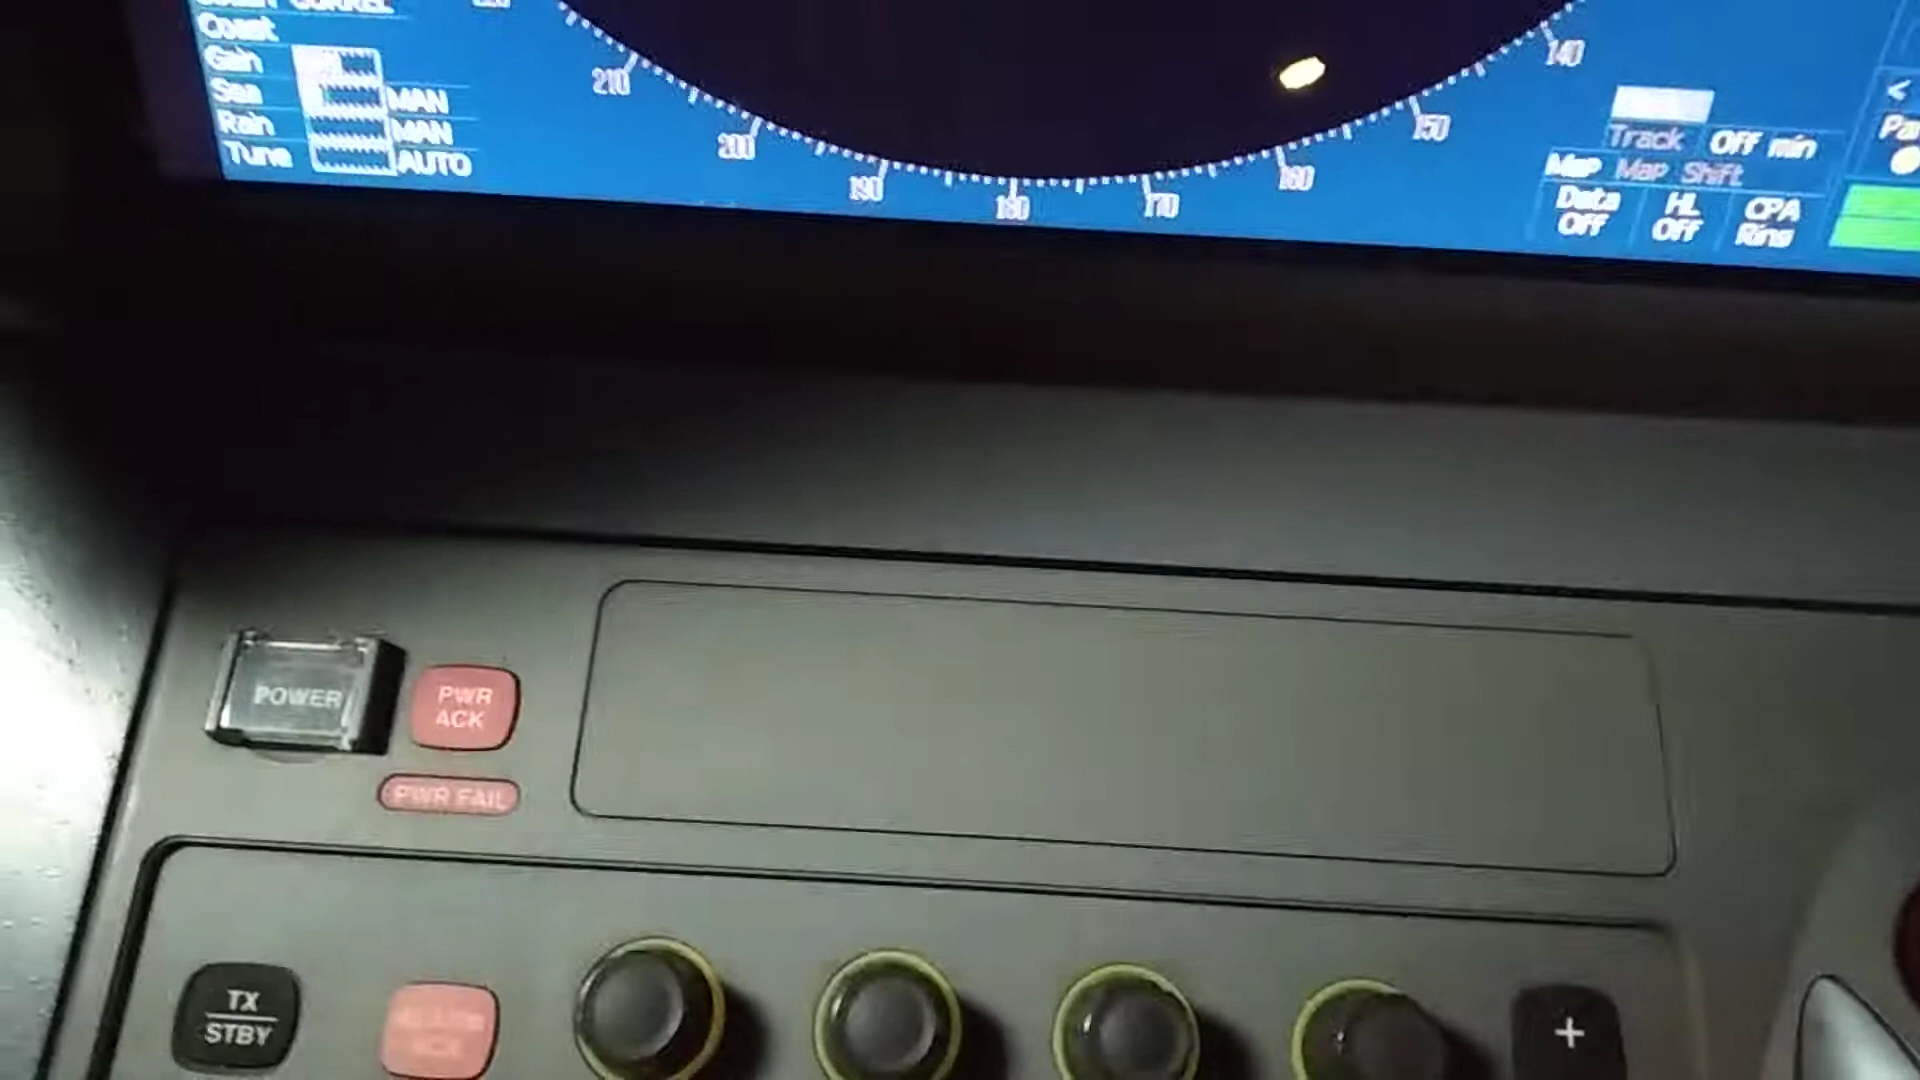 Coast
Gain
Sea MAN
Rain MAN
Tune AUTO
210
200
190
180
170
160
150
140
Track Off min
Map Map Shift
Data Off
HL Off
CPA Ring
<
POWER
PWR ACK
PWR FAIL
TX
STBY
ACK
+